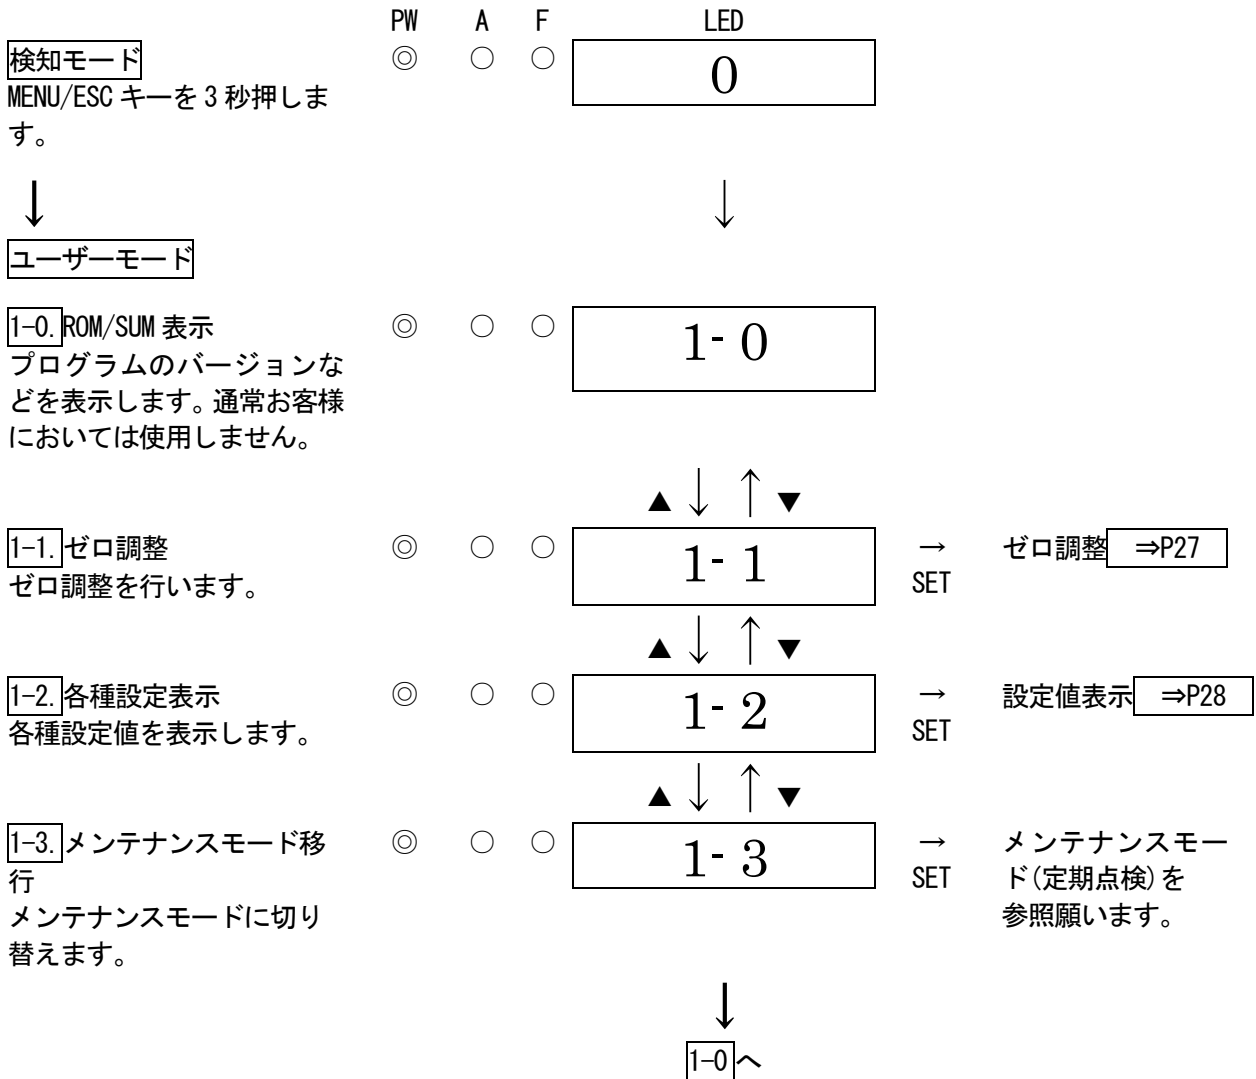 PW A F LED
検知モード ◎ ○ ○ 0
MENU/ESC キーを 3 秒押しま
す。
↓ ↓
ユーザーモード
1-0.ROM/SUM 表示 ◎ ○ ○ 1- 0
プログラムのバージョンな
どを表示します。通常お客様
においては使用しません。
▲ ↓ ↑ ▼
1-1.ゼロ調整 ◎ ○ ○ 1- 1 → ゼロ調整 ⇒P27
ゼロ調整を行います。 SET
▲ ↓ ↑ ▼
1-2.各種設定表示 ◎ ○ ○ 1- 2 → 設定値表示 ⇒P28
各種設定値を表示します。 SET
▲ ↓ ↑ ▼
1-3.メンテナンスモード移 ◎ ○ ○ 1- 3 → メンテナンスモー
行 SET ド(定期点検)を
メンテナンスモードに切り 参照願います。
替えます。
↓
1-0 へ